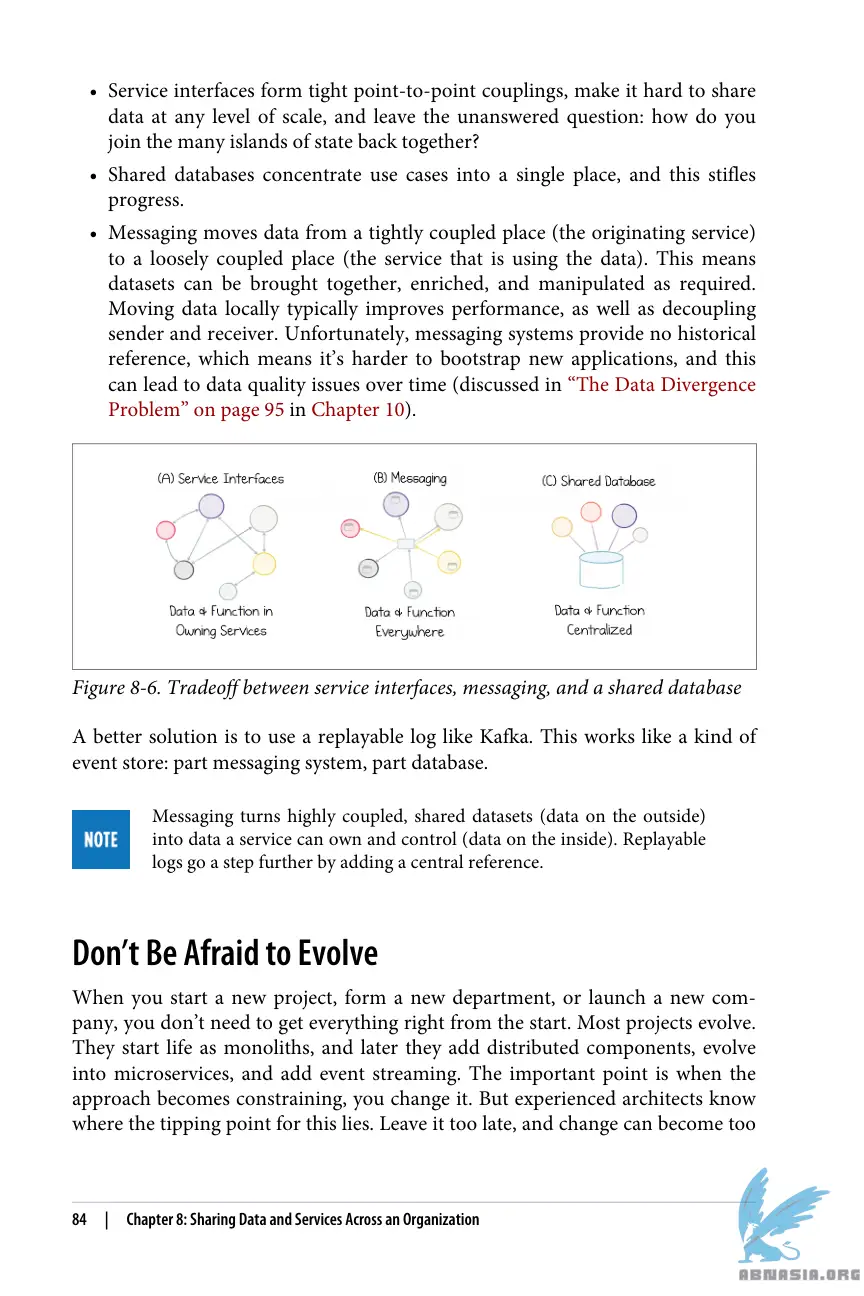 • Service interfaces form tight point-to-point couplings, make it hard to share
data at any level of scale, and leave the unanswered question: how do you
join the many islands of state back together?
• Shared databases concentrate use cases into a single place, and this stifles
progress.
• Messaging moves data from a tightly coupled place (the originating service)
to a loosely coupled place (the service that is using the data). This means
datasets can be brought together, enriched, and manipulated as required.
Moving data locally typically improves performance, as well as decoupling
sender and receiver. Unfortunately, messaging systems provide no historical
reference, which means it’s harder to bootstrap new applications, and this
can lead to data quality issues over time (discussed in “The Data Divergence
Problem” on page 95 in Chapter 10).
(A) Service Interfaces
(B) Messaging
(C) Shared Database
Data & Function in
Owning Services
Data & Function
Everywhere
Data & Function
Centralized
Figure 8-6. Tradeoff between service interfaces, messaging, and a shared database
A better solution is to use a replayable log like Kafka. This works like a kind of
event store: part messaging system, part database.
NOTE
Messaging turns highly coupled, shared datasets (data on the outside)
into data a service can own and control (data on the inside). Replayable
logs go a step further by adding a central reference.
Don’t Be Afraid to Evolve
When you start a new project, form a new department, or launch a new com-
pany, you don’t need to get everything right from the start. Most projects evolve.
They start life as monoliths, and later they add distributed components, evolve
into microservices, and add event streaming. The important point is when the
approach becomes constraining, you change it. But experienced architects know
where the tipping point for this lies. Leave it too late, and change can become too
84 | Chapter 8: Sharing Data and Services Across an Organization
ABNASIA.ORG